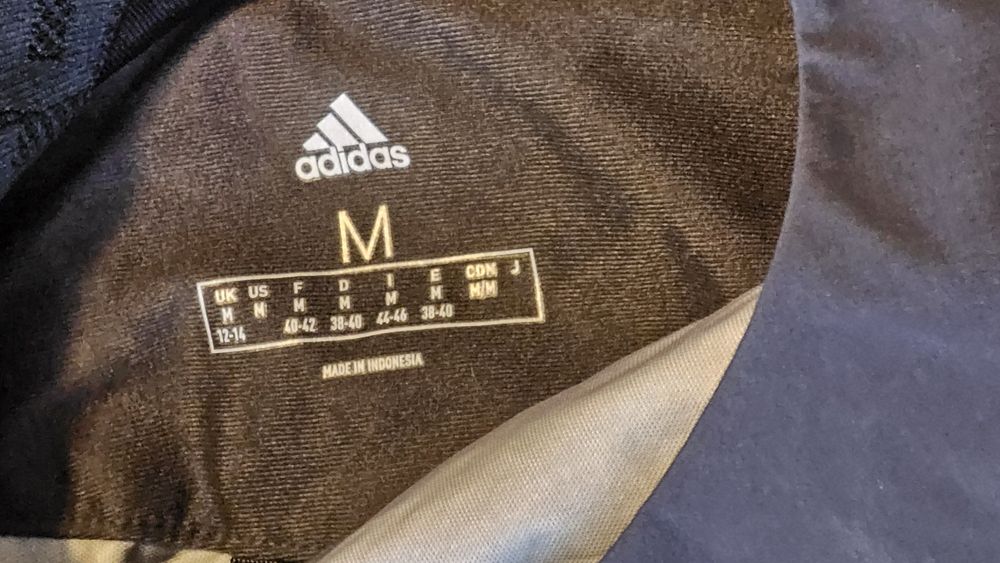 adidas
M
UK US F D I E CDN J
M M M M M M M/M
12-14 40-42 38-40 44-46 38-40
MADE IN INDONESIA